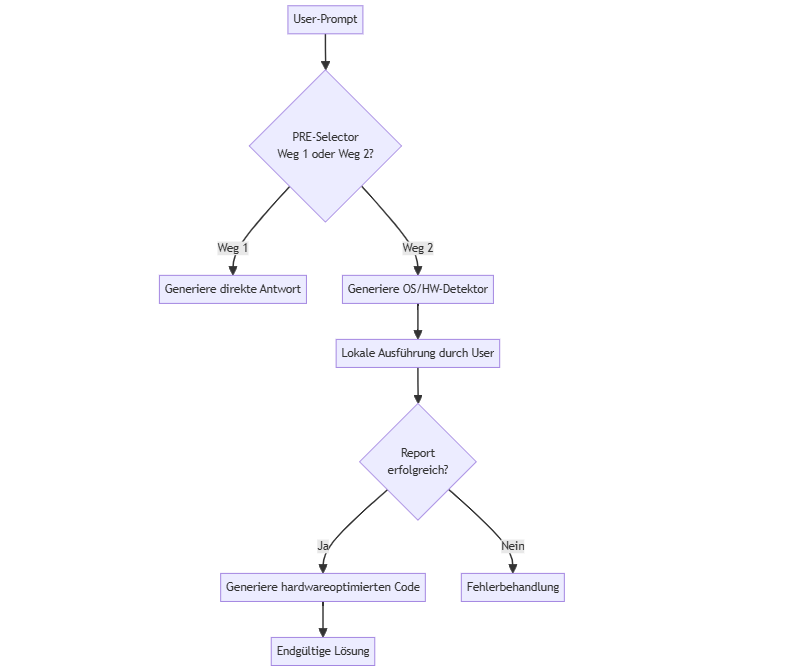 User-Prompt
PRE-Selector
Weg 1 oder Weg 2?
Weg 1
Weg 2
Generiere direkte Antwort
Generiere OS/HW-Detektor
Lokale Ausführung durch User
Report
erfolgreich?
Ja
Nein
Generiere hardwareoptimierten Code
Fehlerbehandlung
Endgültige Lösung